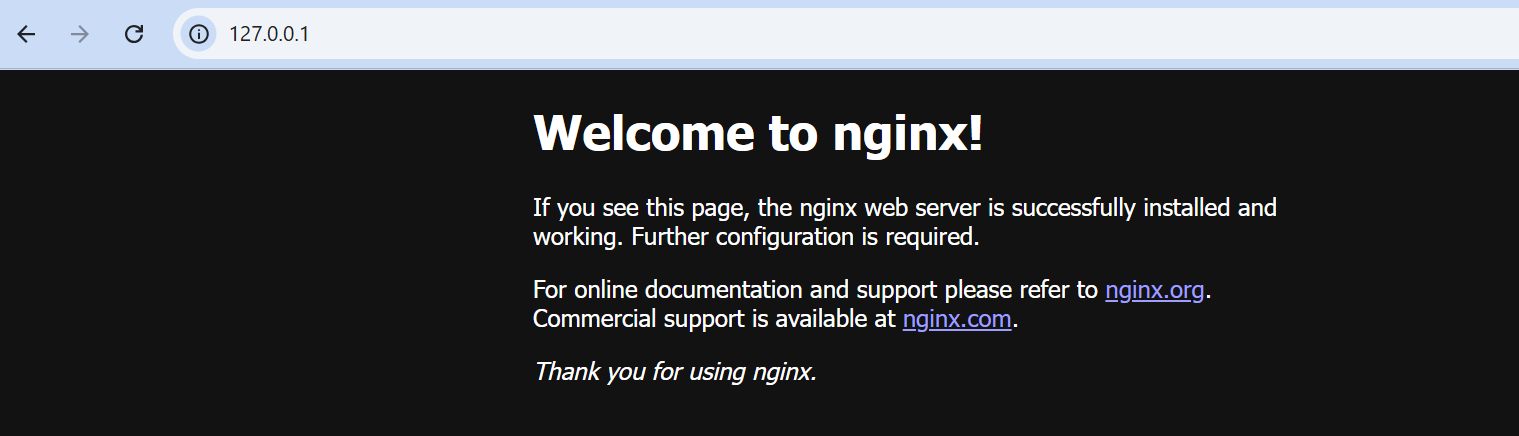 127.0.0.1
Welcome to nginx!
If you see this page, the nginx web server is successfully installed and
working. Further configuration is required.
For online documentation and support please refer to nginx.org.
Commercial support is available at nginx.com.
Thank you for using nginx.